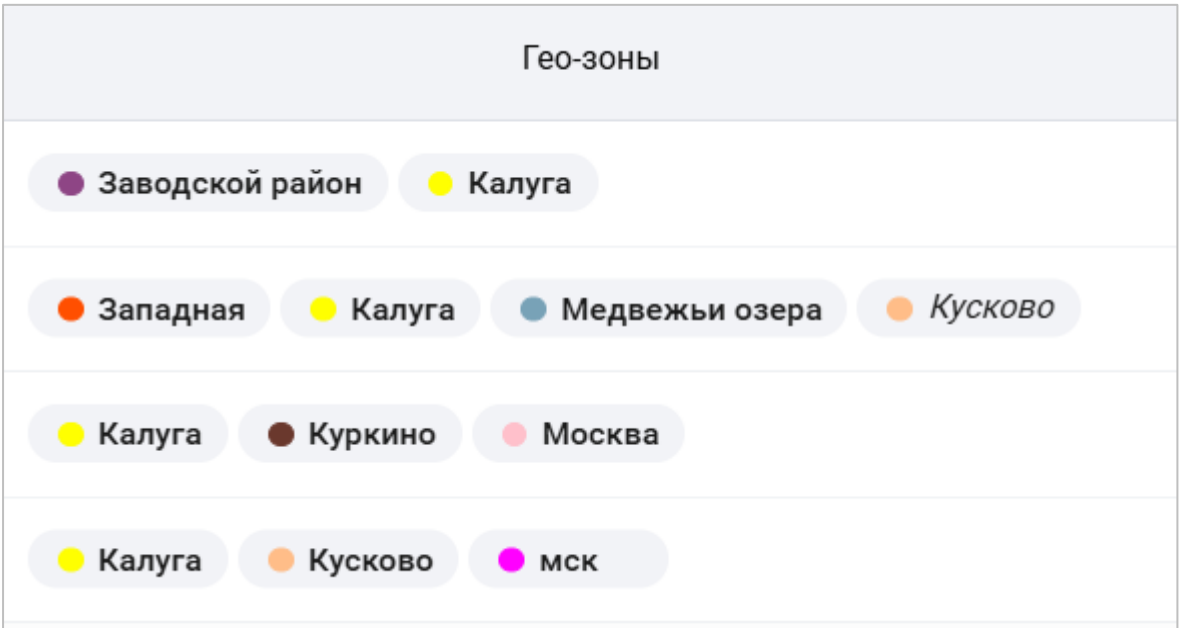 Гео-зоны
Заводской район Калуга
Западная Калуга Медвежьи озера Кусково
Калуга Куркино Москва
Калуга Кусково мск